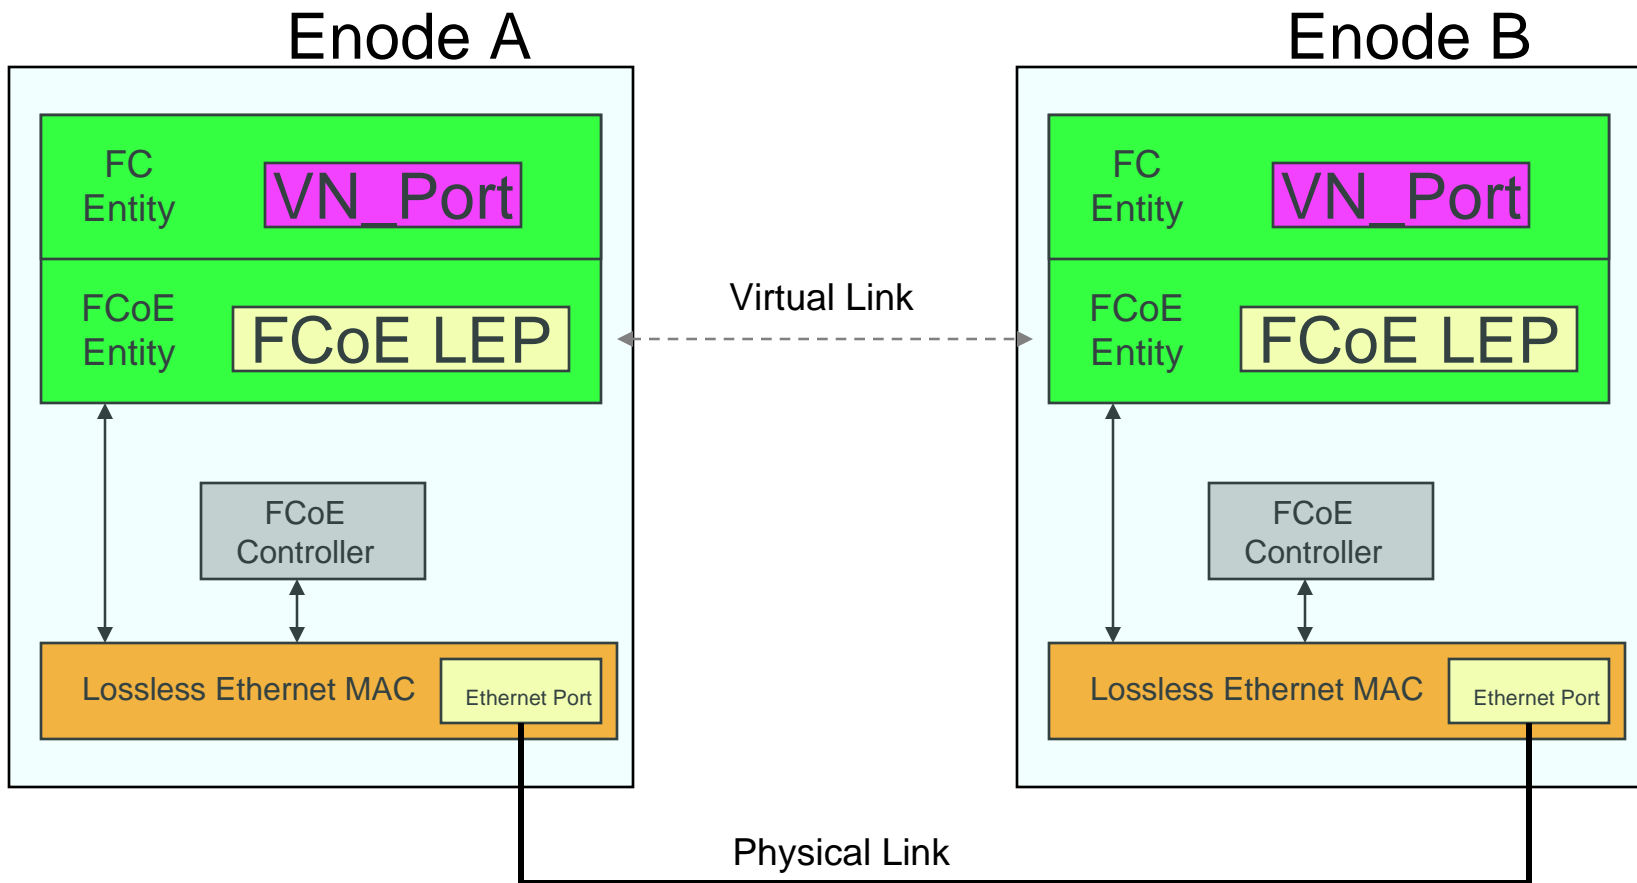 Enode A
Enode B
FC
Entity
VN_Port
FCoE
Entity
FCoE LEP
FCoE
Controller
Lossless Ethernet MAC
Ethernet Port
Virtual Link
FC
Entity
VN_Port
FCoE
Entity
FCoE LEP
FCoE
Controller
Lossless Ethernet MAC
Ethernet Port
Physical Link